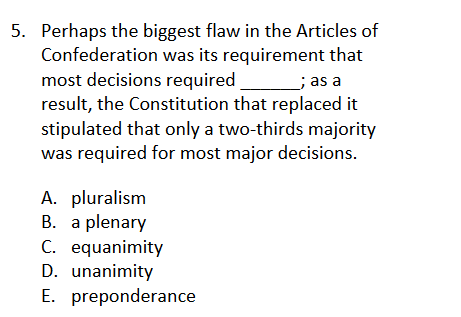 5. Perhaps the biggest flaw in the Articles of
Confederation was its requirement that
most decisions required ______; as a
result, the Constitution that replaced it
stipulated that only a two-thirds majority
was required for most major decisions.
A. pluralism
B. a plenary
C. equanimity
D. unanimity
E. preponderance